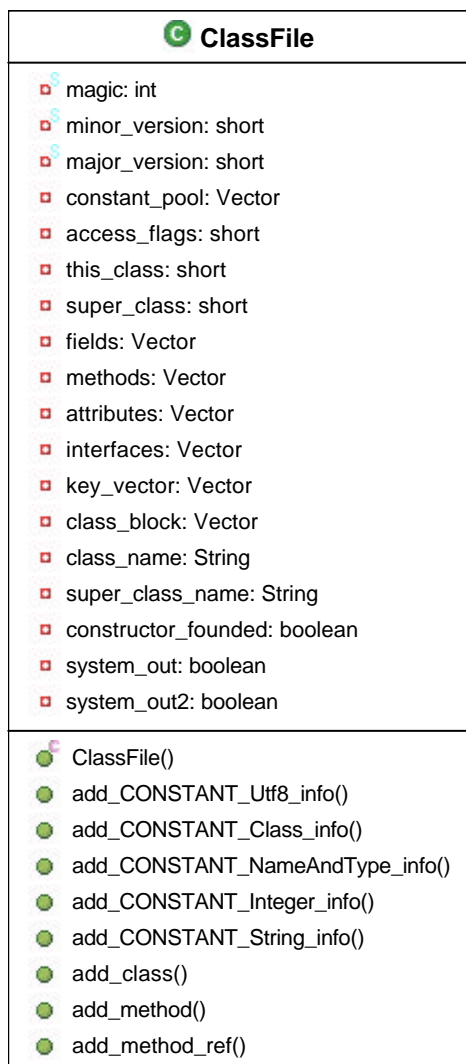 C ClassFile
S magic: int
S minor_version: short
S major_version: short
constant_pool: Vector
access_flags: short
this_class: short
super_class: short
fields: Vector
methods: Vector
attributes: Vector
interfaces: Vector
key_vector: Vector
class_block: Vector
class_name: String
super_class_name: String
constructor_founded: boolean
system_out: boolean
system_out2: boolean
C ClassFile()
add_CONSTANT_Utf8_info()
add_CONSTANT_Class_info()
add_CONSTANT_NameAndType_info()
add_CONSTANT_Integer_info()
add_CONSTANT_String_info()
add_class()
add_method()
add_method_ref()